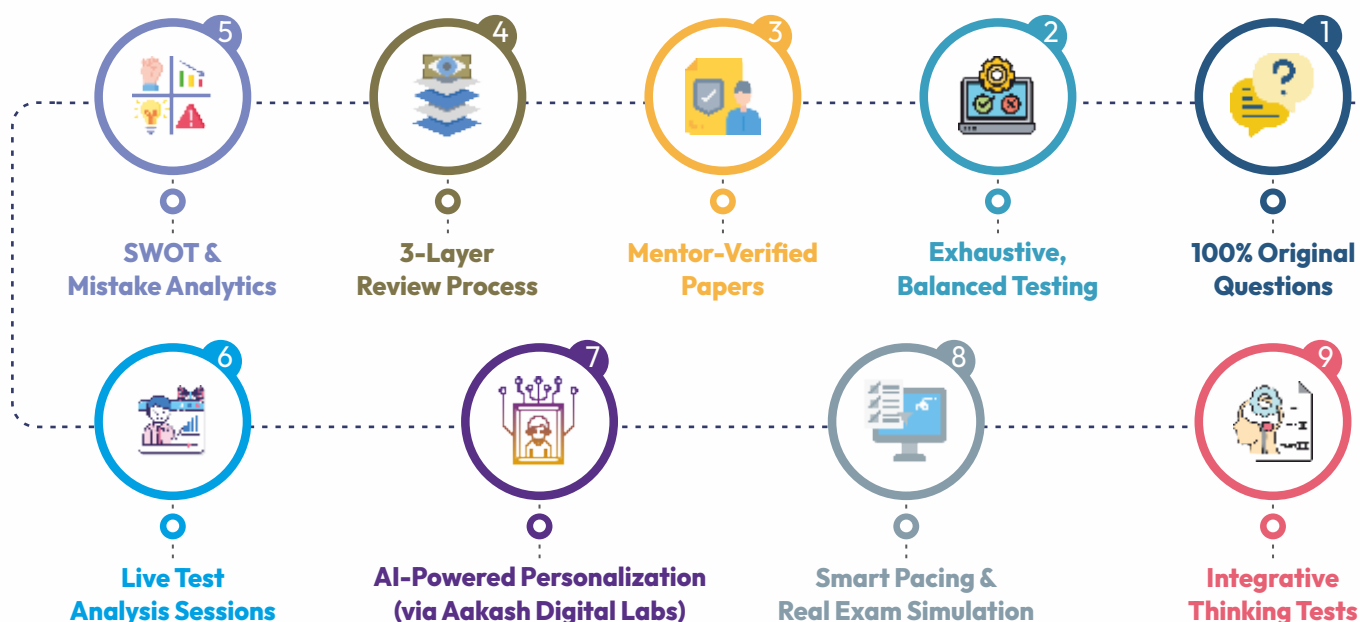 5
SWOT &
Mistake Analytics
4
3-Layer
Review Process
3
Mentor-Verified
Papers
2
Exhaustive,
Balanced Testing
1
100% Original
Questions
6
Live Test
Analysis Sessions
7
AI-Powered Personalization
(via Aakash Digital Labs)
8
Smart Pacing &
Real Exam Simulation
9
Integrative
Thinking Tests